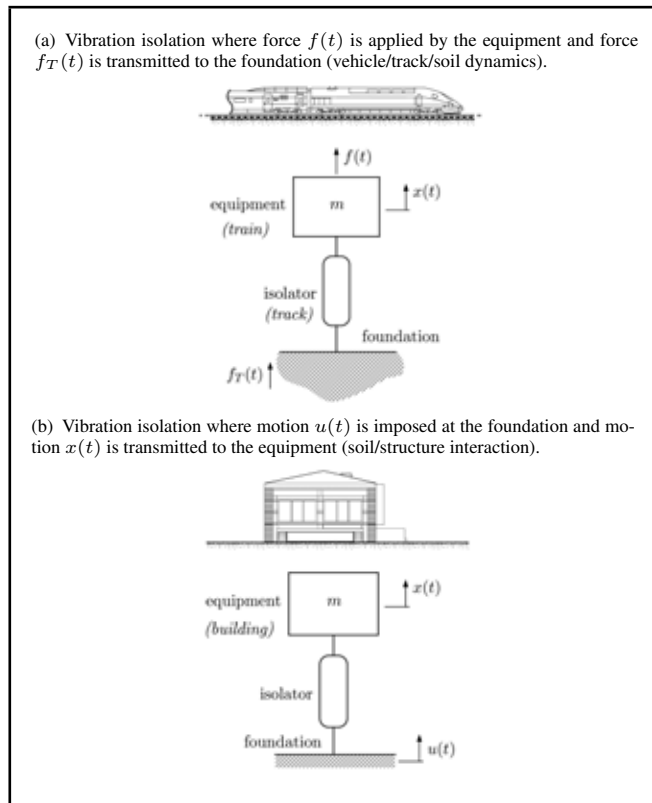 (a) Vibration isolation where force f(t) is applied by the equipment and force
f_T(t) is transmitted to the foundation (vehicle/track/soil dynamics).
f(t)
equipment m x(t)
(train)
isolator
(track)
foundation
f_T(t)
(b) Vibration isolation where motion u(t) is imposed at the foundation and mo-
tion x(t) is transmitted to the equipment (soil/structure interaction).
x(t)
equipment m
(building)
isolator
foundation
u(t)